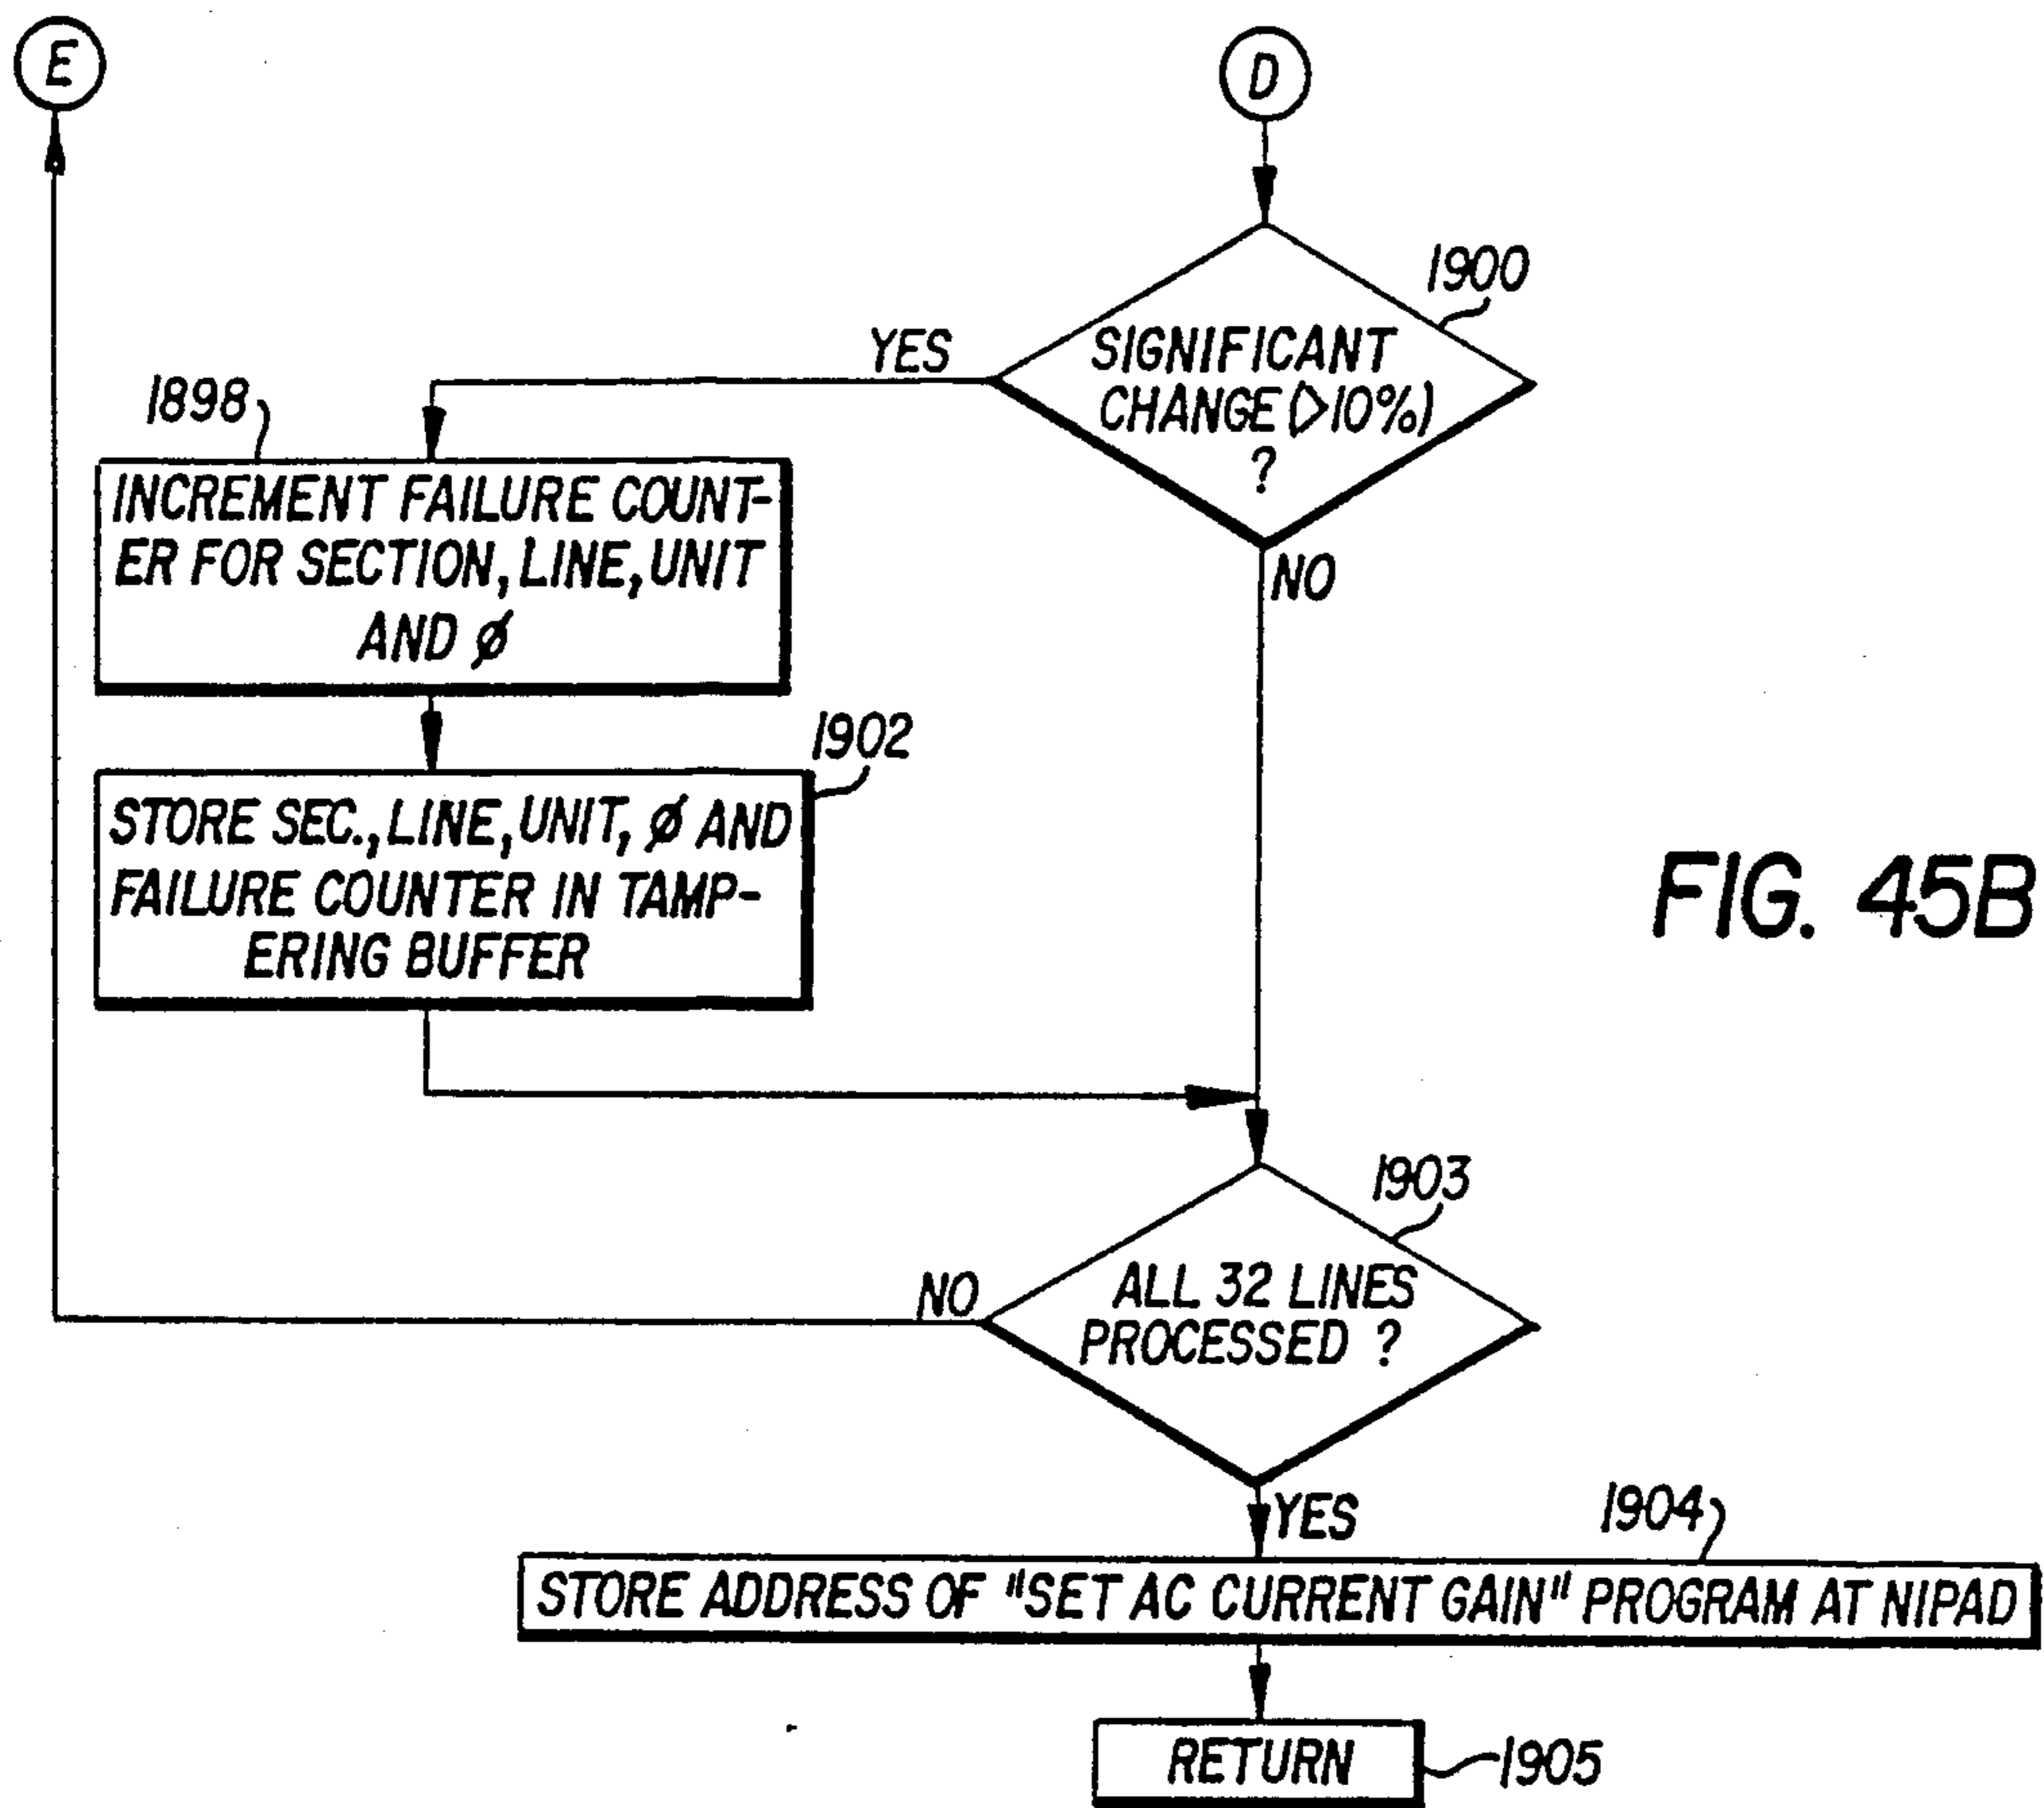 E
D
1900
SIGNIFICANT
CHANGE (>10%)
?
YES
NO
1898
INCREMENT FAILURE COUNT-
ER FOR SECTION, LINE, UNIT
AND ϕ
1902
STORE SEC., LINE, UNIT, ϕ AND
FAILURE COUNTER IN TAMP-
ERING BUFFER
FIG. 45B
1903
ALL 32 LINES
PROCESSED ?
NO
YES
1904
STORE ADDRESS OF "SET AC CURRENT GAIN" PROGRAM AT NIPAD
RETURN
1905